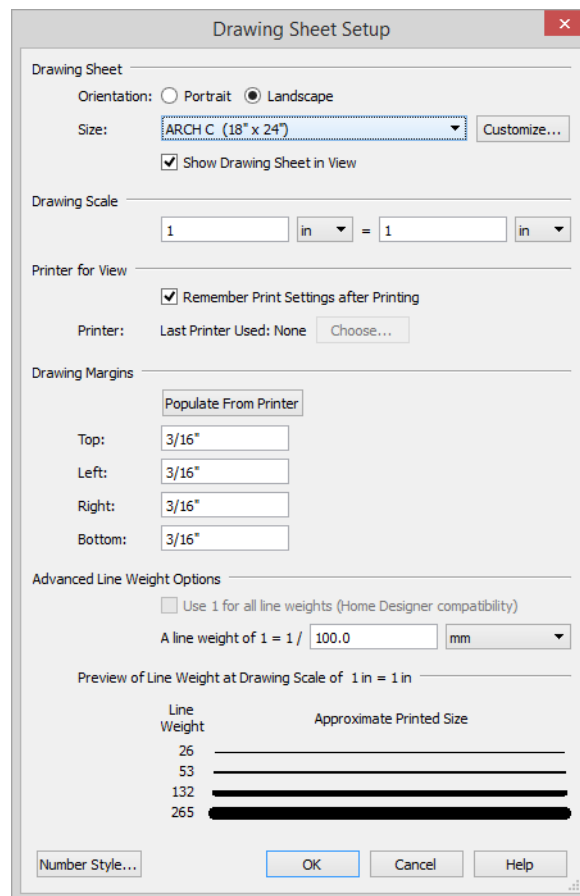 Drawing Sheet Setup
Drawing Sheet
Orientation: Portrait Landscape
Size: ARCH C (18" x 24") Customize...
Show Drawing Sheet in View
Drawing Scale
1 in = 1 in
Printer for View
Remember Print Settings after Printing
Printer: Last Printer Used: None Choose...
Drawing Margins
Populate From Printer
Top: 3/16"
Left: 3/16"
Right: 3/16"
Bottom: 3/16"
Advanced Line Weight Options
Use 1 for all line weights (Home Designer compatibility)
A line weight of 1 = 1 / 100.0 mm
Preview of Line Weight at Drawing Scale of 1 in = 1 in
Line Weight Approximate Printed Size
26
53
132
265
Number Style... OK Cancel Help